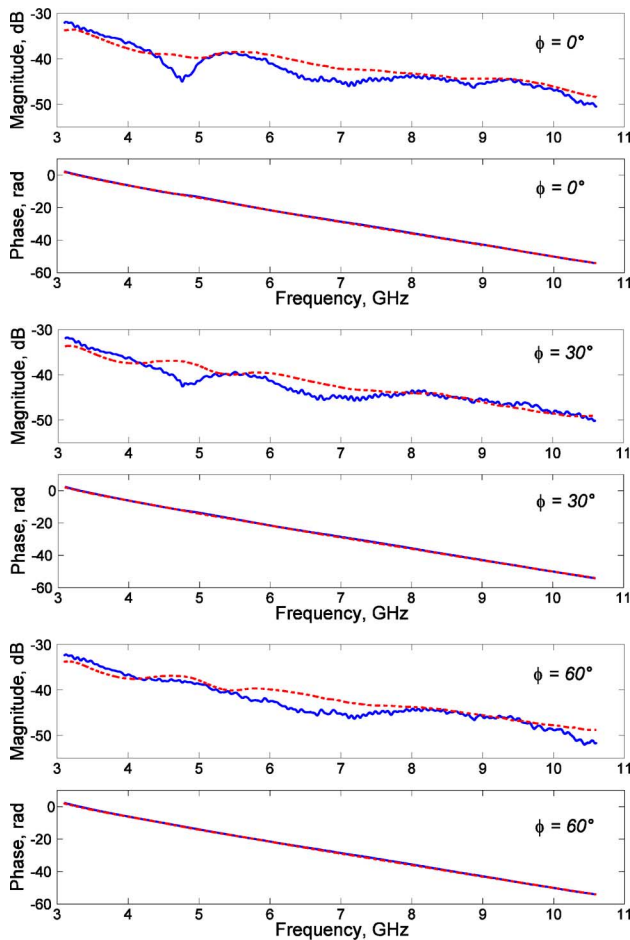 -30
-40
-50
Magnitude, dB
ϕ = 0°
3 4 5 6 7 8 9 10 11
0
-20
-40
-60
Phase, rad
ϕ = 0°
3 4 5 6 7 8 9 10 11
Frequency, GHz
-30
-40
-50
Magnitude, dB
ϕ = 30°
3 4 5 6 7 8 9 10 11
0
-20
-40
-60
Phase, rad
ϕ = 30°
3 4 5 6 7 8 9 10 11
Frequency, GHz
-30
-40
-50
Magnitude, dB
ϕ = 60°
3 4 5 6 7 8 9 10 11
0
-20
-40
-60
Phase, rad
ϕ = 60°
3 4 5 6 7 8 9 10 11
Frequency, GHz